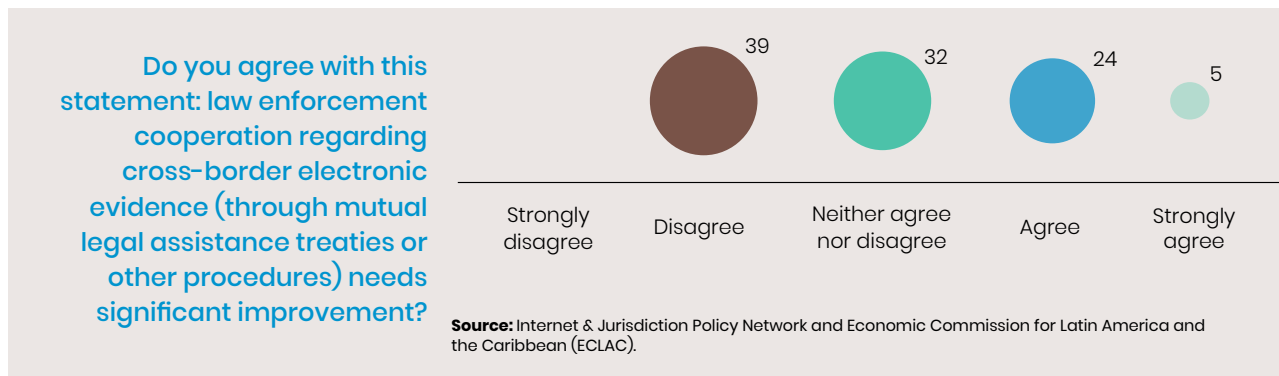 Do you agree with this
statement: law enforcement
cooperation regarding
cross-border electronic
evidence (through mutual
legal assistance treaties or
other procedures) needs
significant improvement?
39
32
24
5
Strongly
disagree
Disagree
Neither agree
nor disagree
Agree
Strongly
agree
Source: Internet & Jurisdiction Policy Network and Economic Commission for Latin America and
the Caribbean (ECLAC).